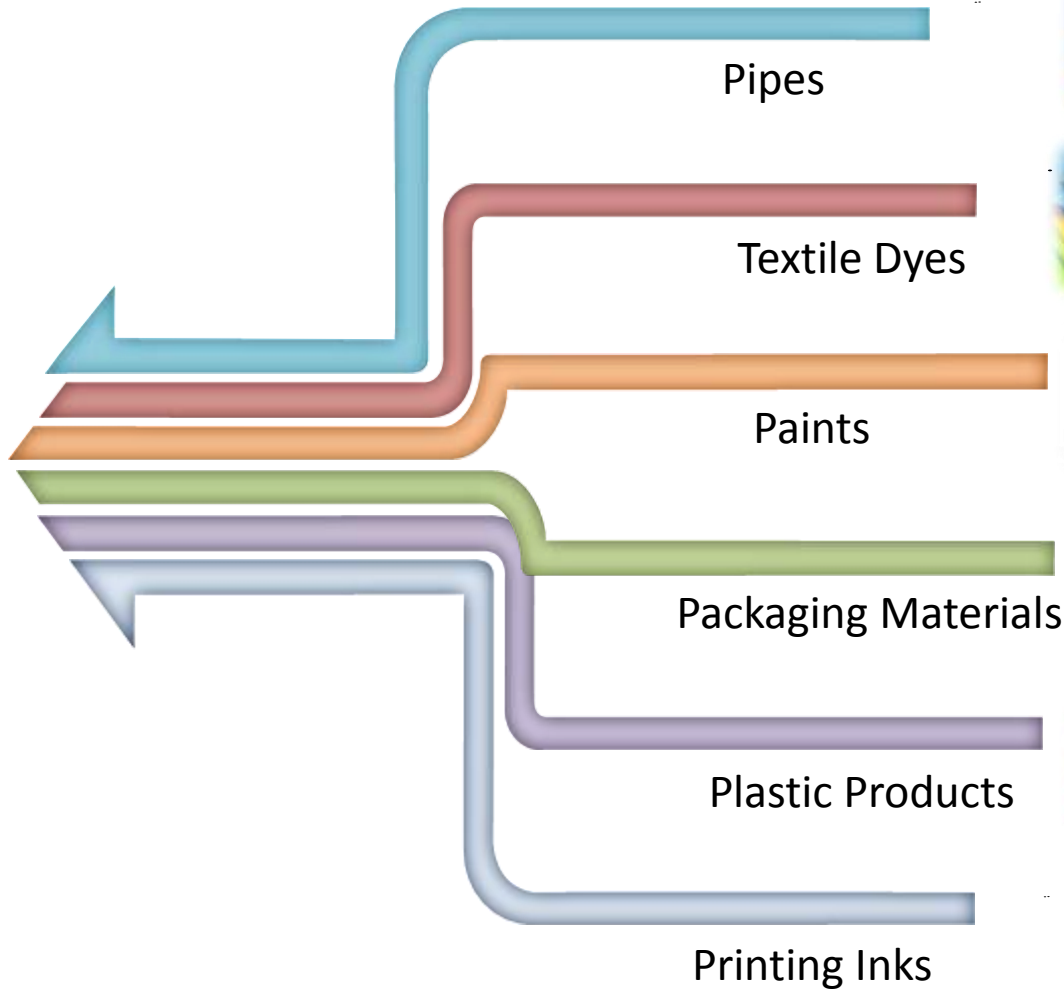 Pipes
Textile Dyes
Paints
Packaging Materials
Plastic Products
Printing Inks